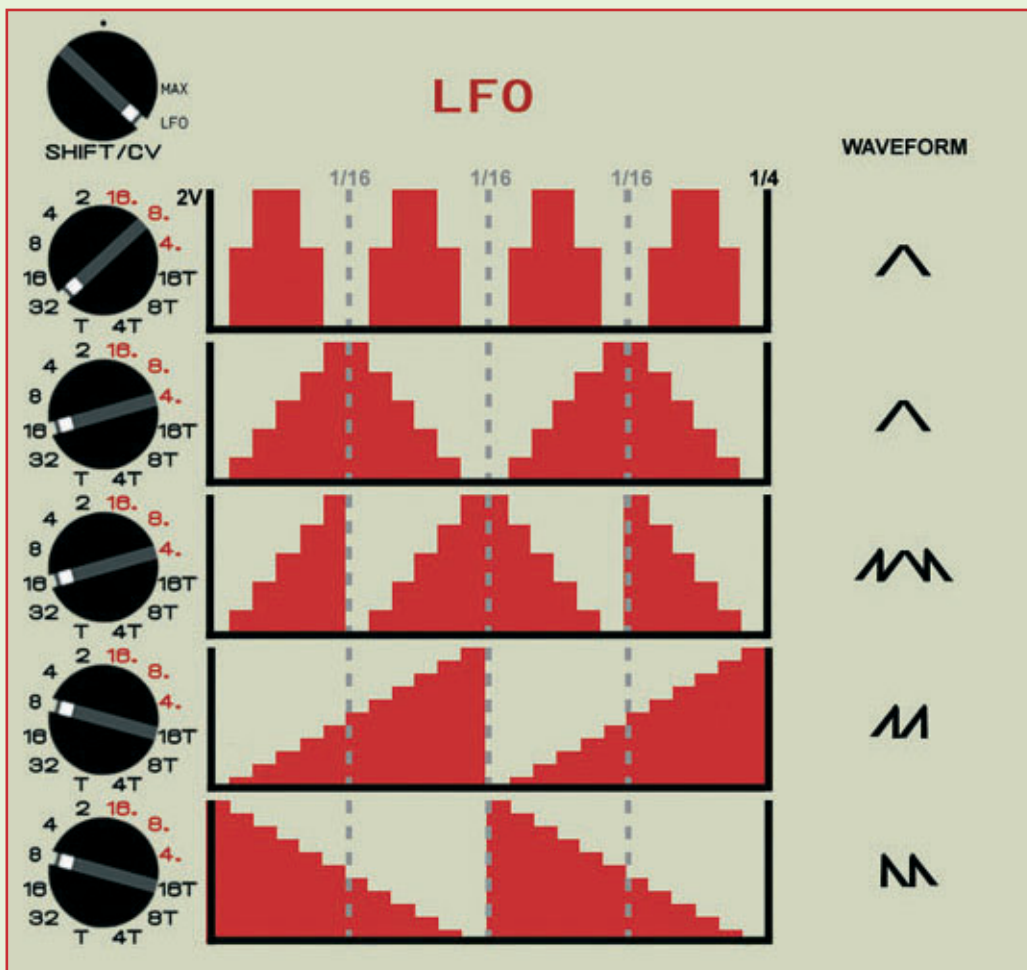 LFO
MAX
LFO
SHIFT/CV
WAVEFORM
1/16 1/16 1/16 1/4
2V
2 16.
4 8.
8 4.
16 16T
32 8T
T 4T
2 16.
4 8.
8 4.
16 16T
32 8T
T 4T
2 16.
4 8.
8 4.
16 16T
32 8T
T 4T
2 16.
4 8.
8 4.
16 16T
32 8T
T 4T
2 16.
4 8.
8 4.
16 16T
32 8T
T 4T